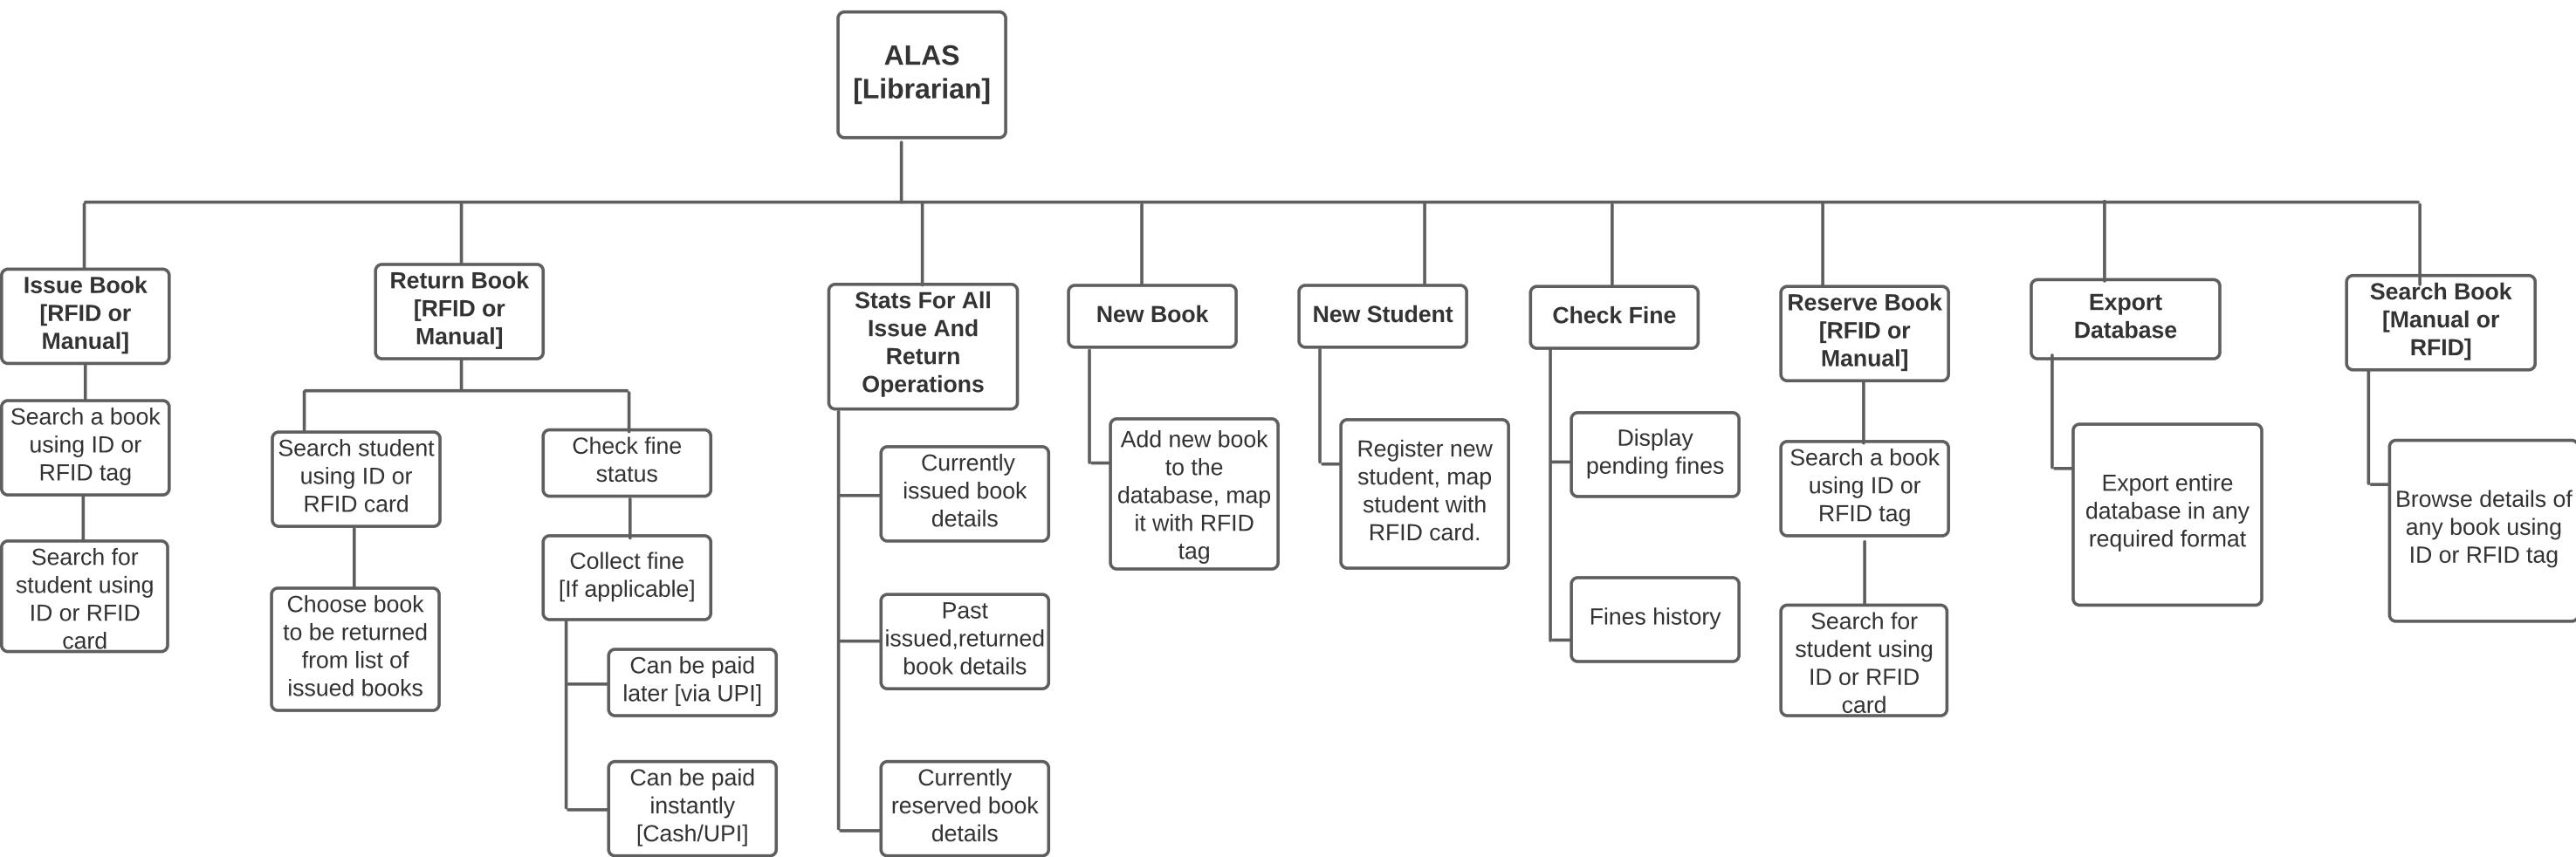 ALAS
[Librarian]
Issue Book
[RFID or
Manual]
Search a book
using ID or
RFID tag
Search for
student using
ID or RFID
card
Return Book
[RFID or
Manual]
Search student
using ID or
RFID card
Choose book
to be returned
from list of
issued books
Check fine
status
Collect fine
[If applicable]
Can be paid
later [via UPI]
Can be paid
instantly
[Cash/UPI]
Stats For All
Issue And
Return
Operations
Currently
issued book
details
Past
issued,returned
book details
Currently
reserved book
details
New Book
Add new book
to the
database, map
it with RFID
tag
New Student
Register new
student, map
student with
RFID card.
Check Fine
Display
pending fines
Fines history
Reserve Book
[RFID or
Manual]
Search a book
using ID or
RFID tag
Search for
student using
ID or RFID
card
Export
Database
Export entire
database in any
required format
Search Book
[Manual or
RFID]
Browse details of
any book using
ID or RFID tag